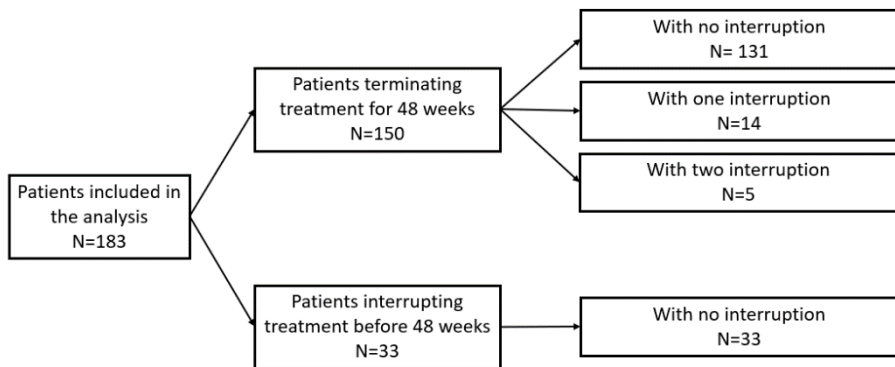 Patients included in
the analysis
N=183
Patients terminating
treatment for 48 weeks
N=150
With no interruption
N= 131
With one interruption
N=14
With two interruption
N=5
Patients interrupting
treatment before 48 weeks
N=33
With no interruption
N=33